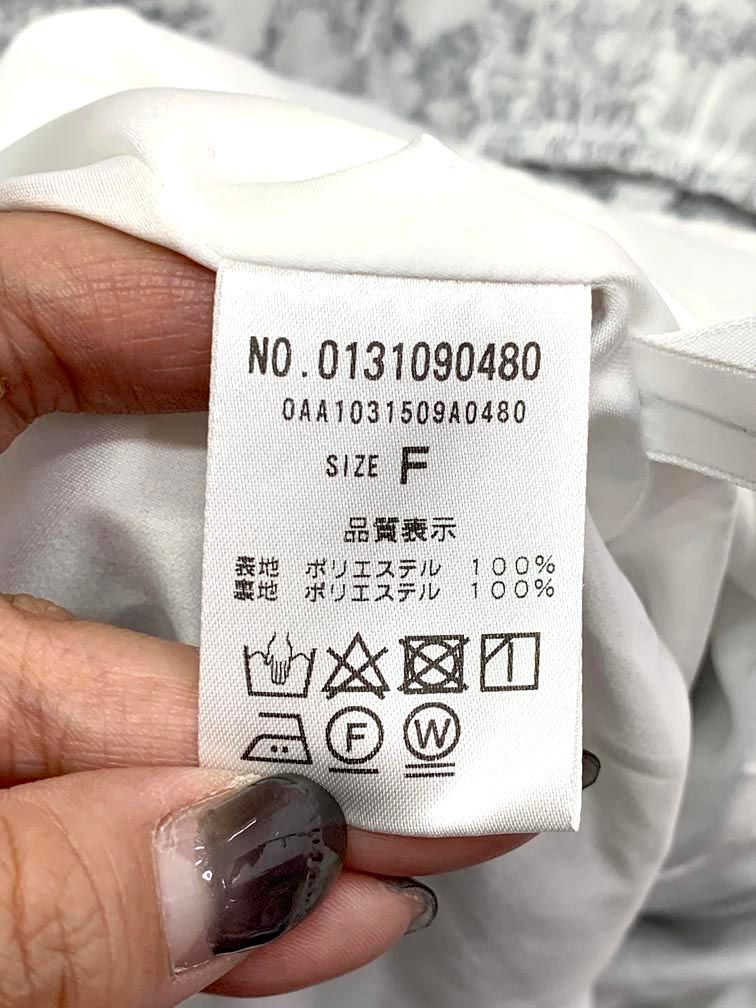 NO.0131090480
0AA1031509A0480
SIZE F
品質表示
表地 ポリエステル 100%
裏地 ポリエステル 100%
F W